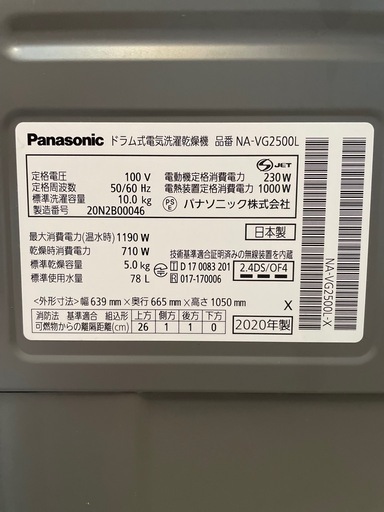 Panasonic ドラム式電気洗濯乾燥機 品番 NA-VG2500L
定格電圧 100 V
定格周波数 50/60 Hz
標準洗濯容量 10.0 kg
製造番号 20N2B00046
S JET
電動機定格消費電力 230 W
電熱装置定格消費電力 1000 W
PS E パナソニック株式会社
日本製
最大消費電力(温水時) 1190 W
乾燥時消費電力 710 W
標準乾燥容量 5.0 kg
標準使用水量 78 L
技術基準適合証明済みの無線装置を内蔵
T D 17 0083 201
R 017-170006
2.4DS/OF4
<外形寸法> 幅 639 mm × 奥行 665 mm × 高さ 1050 mm
X
消防法 基準適合 組込形 上方 側方 後方 下方
可燃物からの離隔距離(cm) 26 1 1 0
2020年製
NA-VG2500L-X